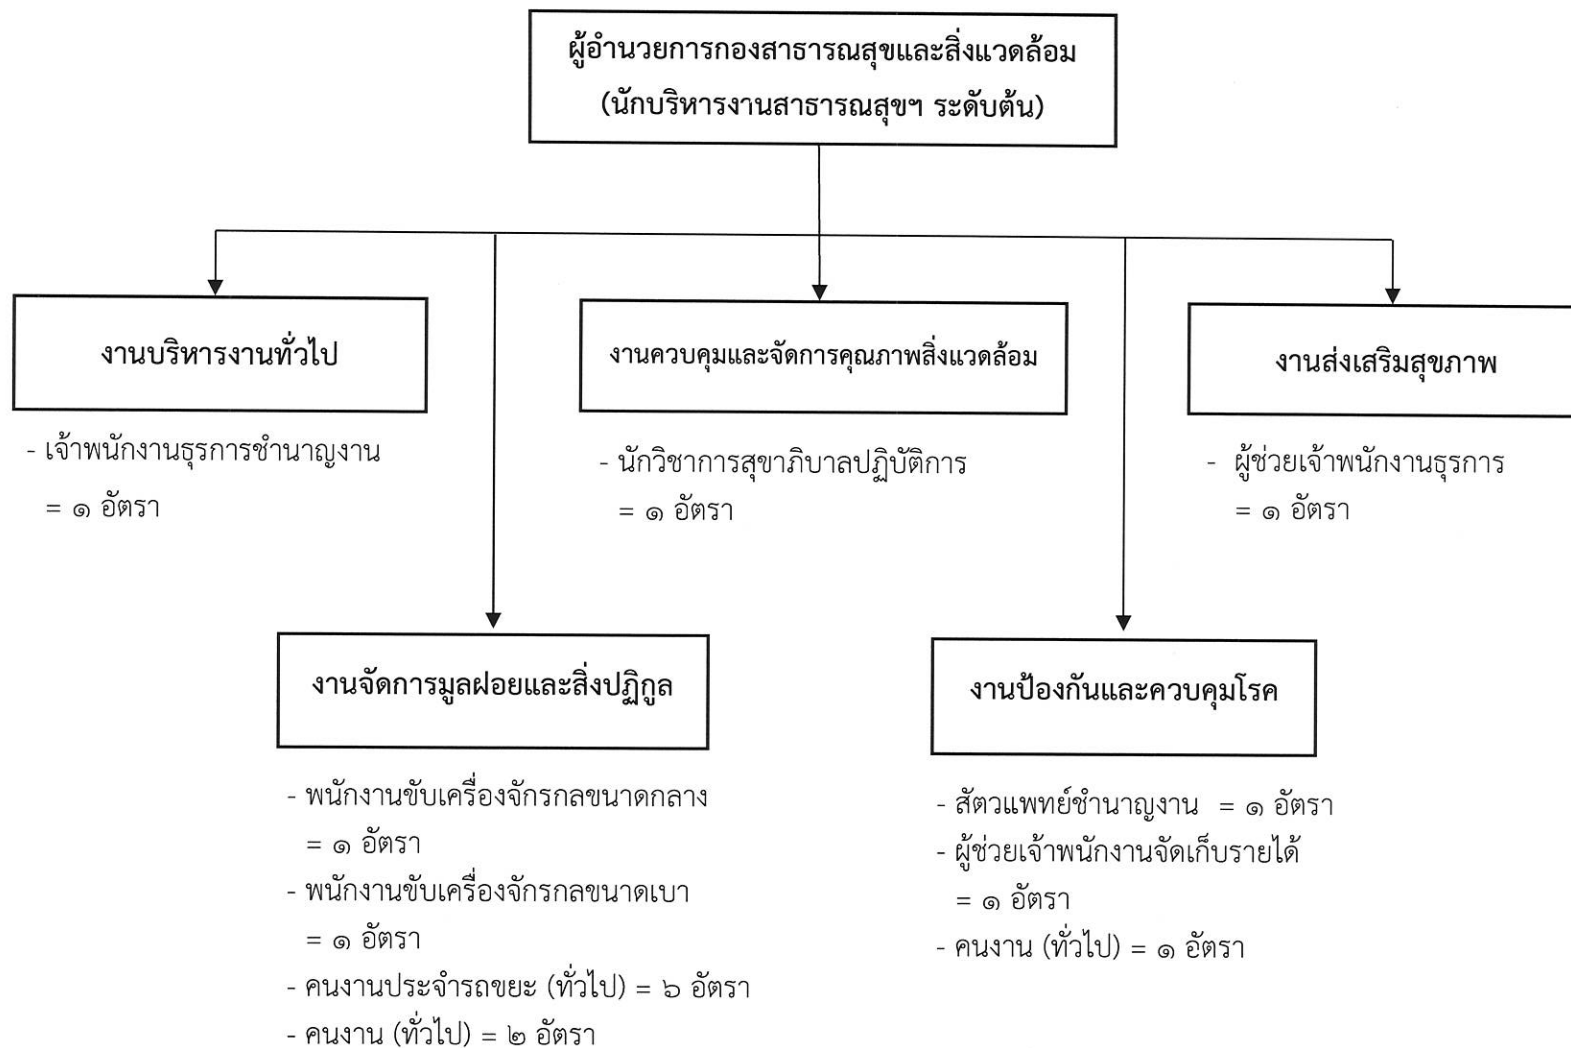 ผู้อำนวยการกองสาธารณสุขและสิ่งแวดล้อม
(นักบริหารงานสาธารณสุขฯ ระดับต้น)
งานบริหารงานทั่วไป
- เจ้าพนักงานธุรการชำนาญงาน
= ๑ อัตรา
งานควบคุมและจัดการคุณภาพสิ่งแวดล้อม
- นักวิชาการสุขาภิบาลปฏิบัติการ
= ๑ อัตรา
งานส่งเสริมสุขภาพ
- ผู้ช่วยเจ้าพนักงานธุรการ
= ๑ อัตรา
งานจัดการมูลฝอยและสิ่งปฏิกูล
- พนักงานขับเครื่องจักรกลขนาดกลาง
= ๑ อัตรา
- พนักงานขับเครื่องจักรกลขนาดเบา
= ๑ อัตรา
- คนงานประจำรถขยะ (ทั่วไป) = ๖ อัตรา
- คนงาน (ทั่วไป) = ๒ อัตรา
งานป้องกันและควบคุมโรค
- สัตวแพทย์ชำนาญงาน = ๑ อัตรา
- ผู้ช่วยเจ้าพนักงานจัดเก็บรายได้
= ๑ อัตรา
- คนงาน (ทั่วไป) = ๑ อัตรา